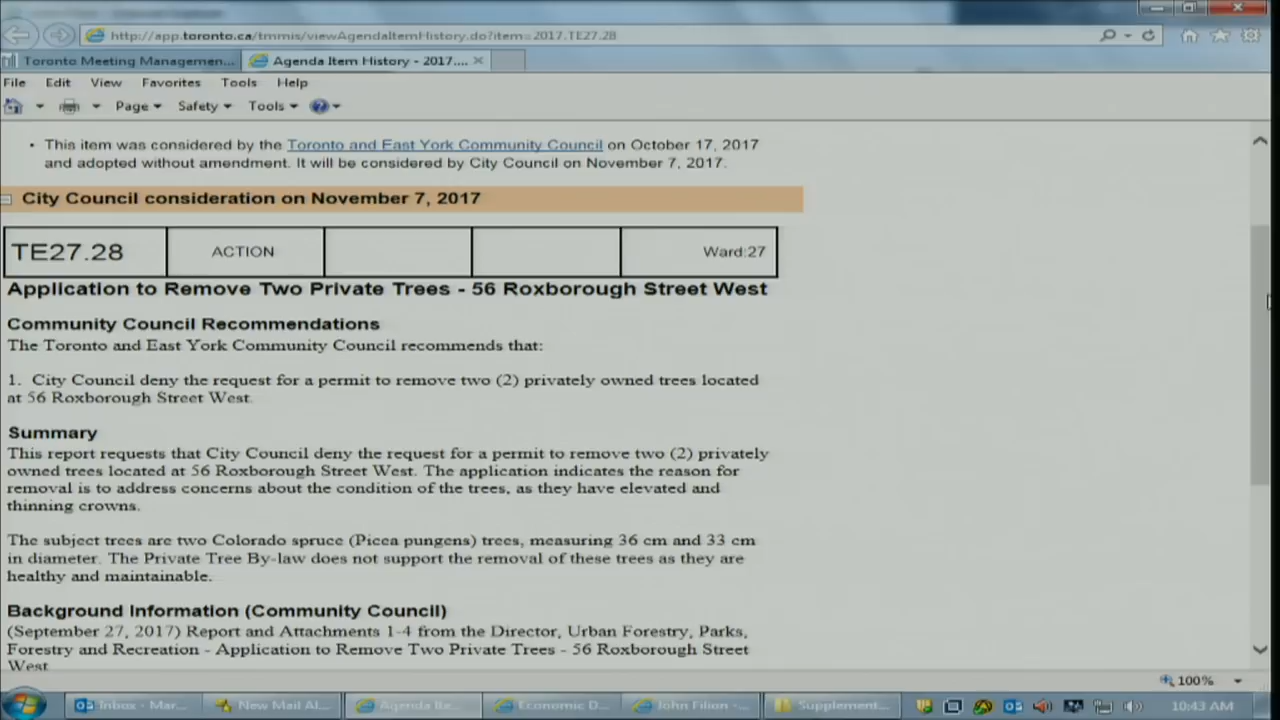 http://app.toronto.ca/tmmis/viewAgendaItemHistory.do?item=2017.TE27.28
Toronto Meeting Managemen...
Agenda Item History - 2017....
File Edit View Favorites Tools Help
Page Safety Tools
• This item was considered by the Toronto and East York Community Council on October 17, 2017
and adopted without amendment. It will be considered by City Council on November 7, 2017.
City Council consideration on November 7, 2017
TE27.28 ACTION Ward:27
Application to Remove Two Private Trees - 56 Roxborough Street West
Community Council Recommendations
The Toronto and East York Community Council recommends that:
1. City Council deny the request for a permit to remove two (2) privately owned trees located
at 56 Roxborough Street West.
Summary
This report requests that City Council deny the request for a permit to remove two (2) privately
owned trees located at 56 Roxborough Street West. The application indicates the reason for
removal is to address concerns about the condition of the trees, as they have elevated and
thinning crowns.
The subject trees are two Colorado spruce (Picea pungens) trees, measuring 36 cm and 33 cm
in diameter. The Private Tree By-law does not support the removal of these trees as they are
healthy and maintainable.
Background Information (Community Council)
(September 27, 2017) Report and Attachments 1-4 from the Director, Urban Forestry, Parks,
Forestry and Recreation - Application to Remove Two Private Trees - 56 Roxborough Street
West
100%
Inbox - Mar... New Mail Al... Agenda Ite... Economic D... John Filion -... Supplement... 10:43 AM